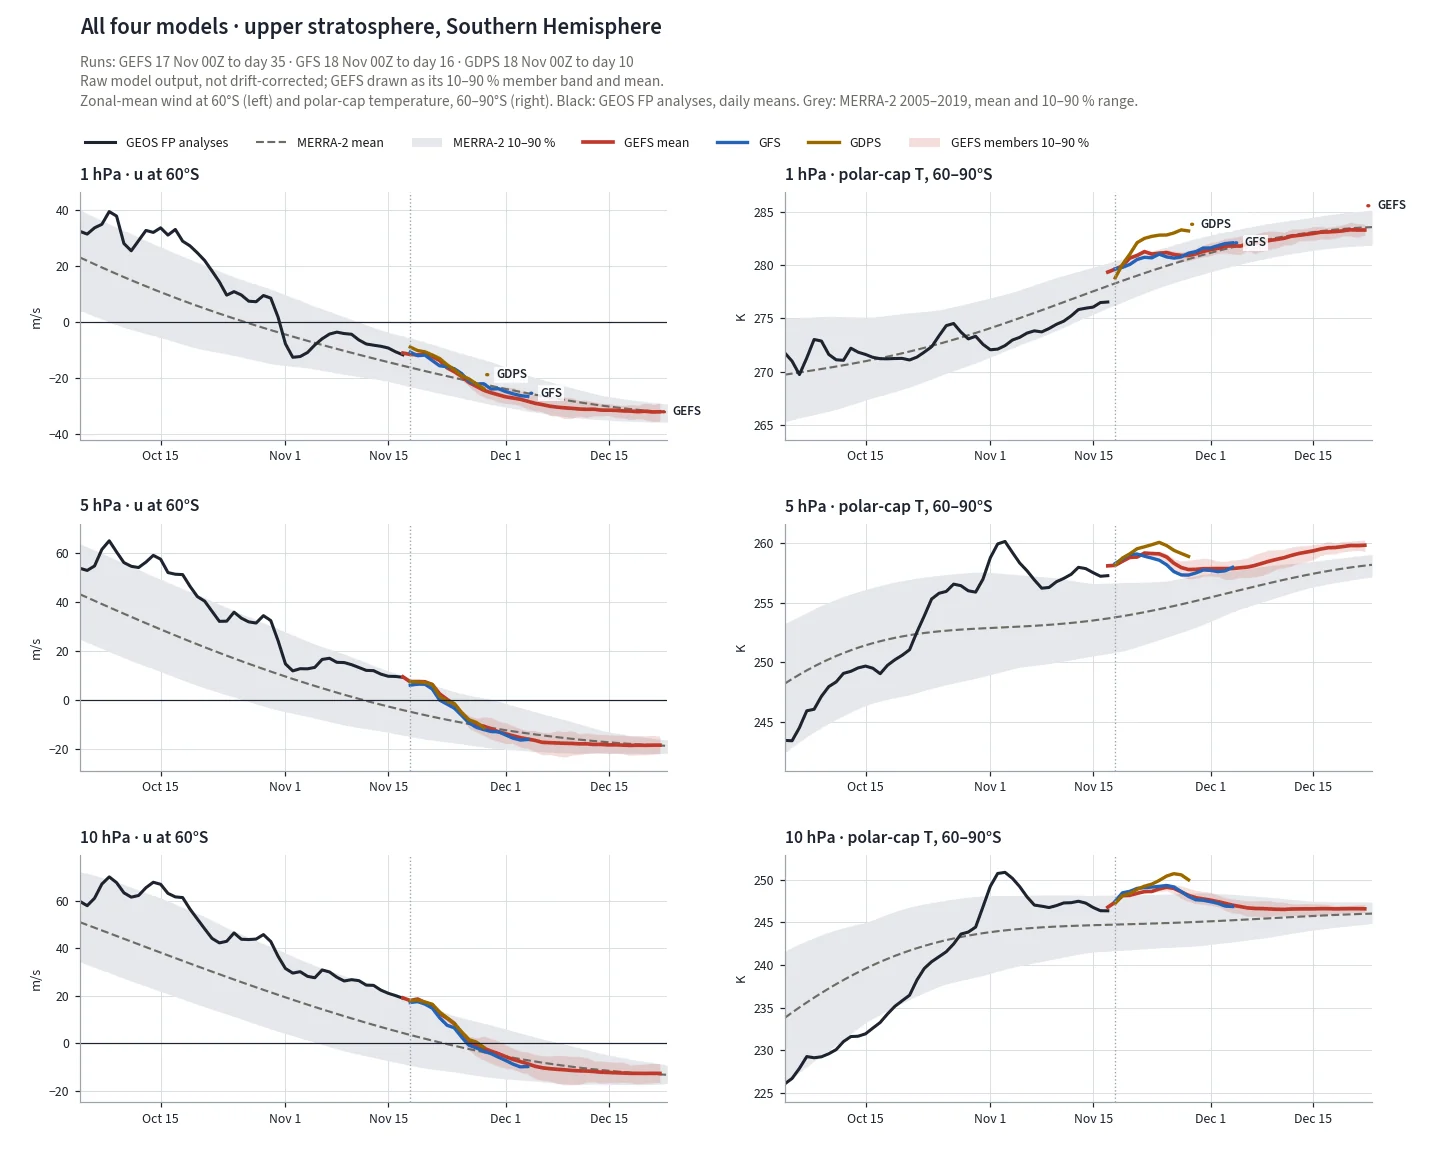 All four models · upper stratosphere, Southern Hemisphere
Runs: GEFS 17 Nov 00Z to day 35 · GFS 18 Nov 00Z to day 16 · GDPS 18 Nov 00Z to day 10
Raw model output, not drift-corrected; GEFS drawn as its 10–90 % member band and mean.
Zonal-mean wind at 60°S (left) and polar-cap temperature, 60–90°S (right). Black: GEOS FP analyses, daily means. Grey: MERRA-2 2005–2019, mean and 10–90 % range.
GEOS FP analyses MERRA-2 mean MERRA-2 10–90 % GEFS mean GFS GDPS GEFS members 10–90 %
1 hPa · u at 60°S
m/s
40
20
0
−20
−40
GDPS
GFS
GEFS
Oct 15 Nov 1 Nov 15 Dec 1 Dec 15
1 hPa · polar-cap T, 60–90°S
K
285
280
275
270
265
GEFS
GDPS
GFS
Oct 15 Nov 1 Nov 15 Dec 1 Dec 15
5 hPa · u at 60°S
m/s
60
40
20
0
−20
Oct 15 Nov 1 Nov 15 Dec 1 Dec 15
5 hPa · polar-cap T, 60–90°S
K
260
255
250
245
Oct 15 Nov 1 Nov 15 Dec 1 Dec 15
10 hPa · u at 60°S
m/s
60
40
20
0
−20
Oct 15 Nov 1 Nov 15 Dec 1 Dec 15
10 hPa · polar-cap T, 60–90°S
K
250
245
240
235
230
225
Oct 15 Nov 1 Nov 15 Dec 1 Dec 15